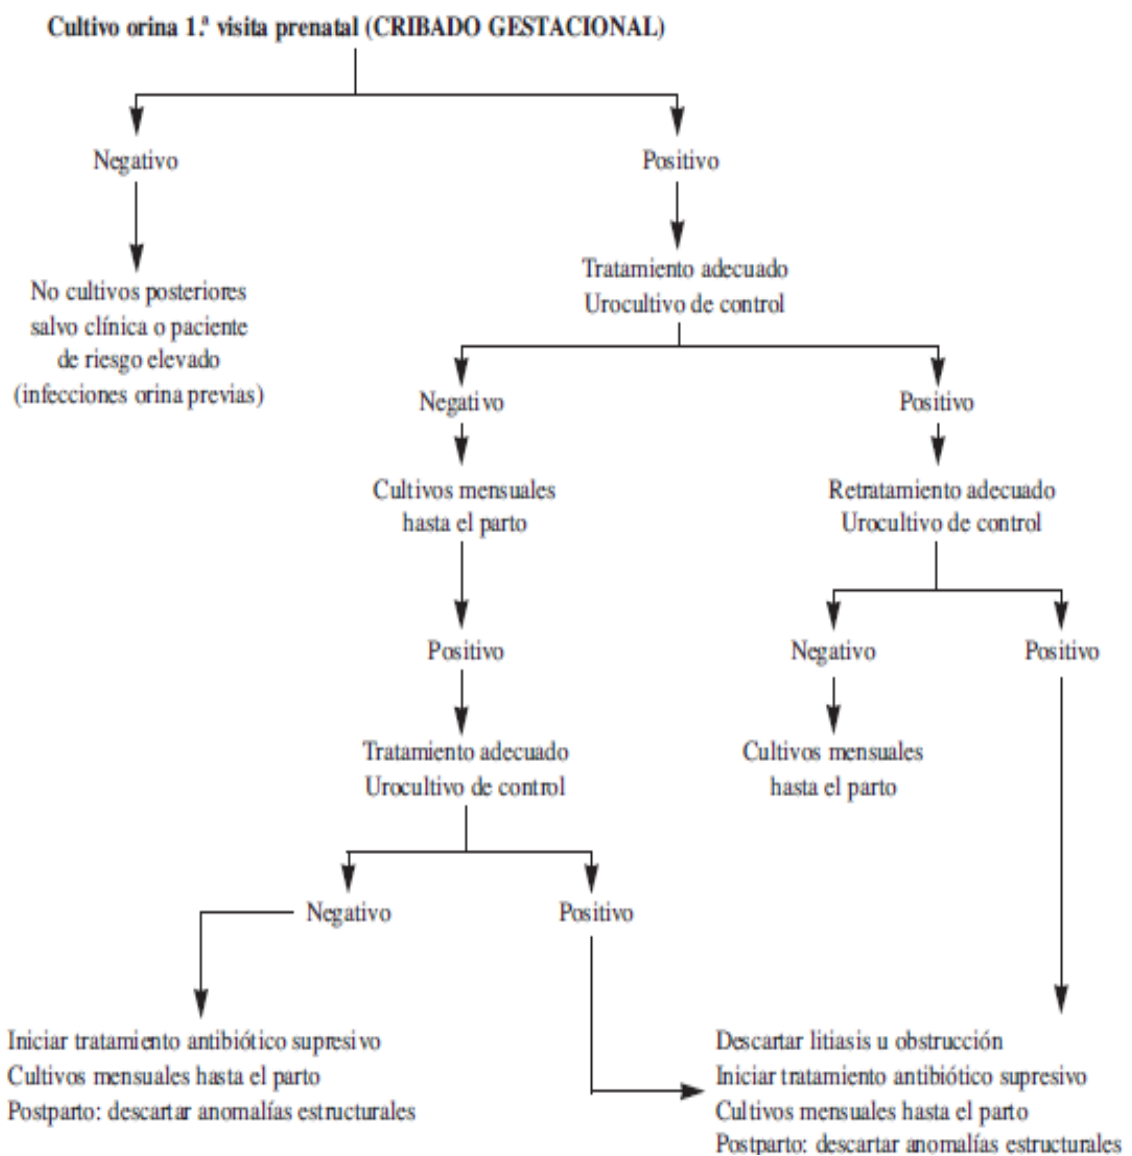 Cultivo orina 1.ª visita prenatal (CRIBADO GESTACIONAL)
Negativo
Positivo
No cultivos posteriores
salvo clínica o paciente
de riesgo elevado
(infecciones orina previas)
Tratamiento adecuado
Urocultivo de control
Negativo
Positivo
Cultivos mensuales
hasta el parto
Retratamiento adecuado
Urocultivo de control
Positivo
Negativo
Positivo
Tratamiento adecuado
Urocultivo de control
Cultivos mensuales
hasta el parto
Negativo
Positivo
Iniciar tratamiento antibiótico supresivo
Cultivos mensuales hasta el parto
Postparto: descartar anomalías estructurales
Descartar litiasis u obstrucción
Iniciar tratamiento antibiótico supresivo
Cultivos mensuales hasta el parto
Postparto: descartar anomalías estructurales